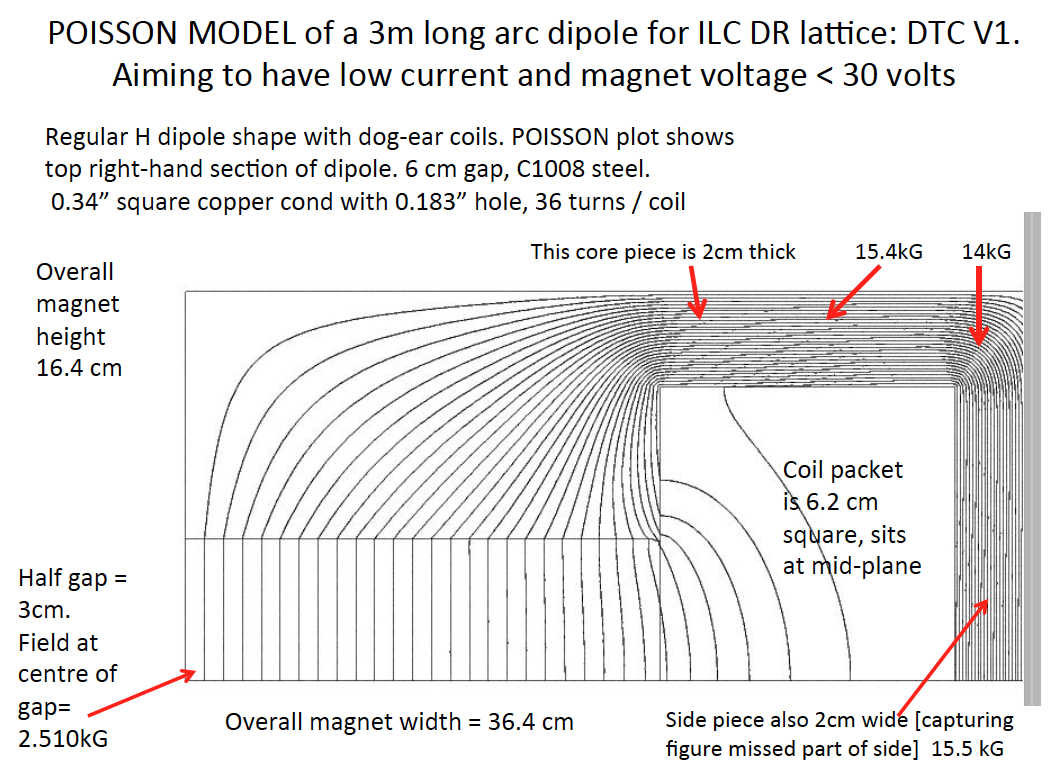 POISSON MODEL of a 3m long arc dipole for ILC DR lattice: DTC V1.
Aiming to have low current and magnet voltage < 30 volts
Regular H dipole shape with dog-ear coils. POISSON plot shows
top right-hand section of dipole. 6 cm gap, C1008 steel.
0.34” square copper cond with 0.183” hole, 36 turns / coil
This core piece is 2cm thick
15.4kG
14kG
Overall
magnet
height
16.4 cm
Coil packet
is 6.2 cm
square, sits
at mid-plane
Half gap =
3cm.
Field at
centre of
gap=
2.510kG
Overall magnet width = 36.4 cm
Side piece also 2cm wide [capturing
figure missed part of side] 15.5 kG